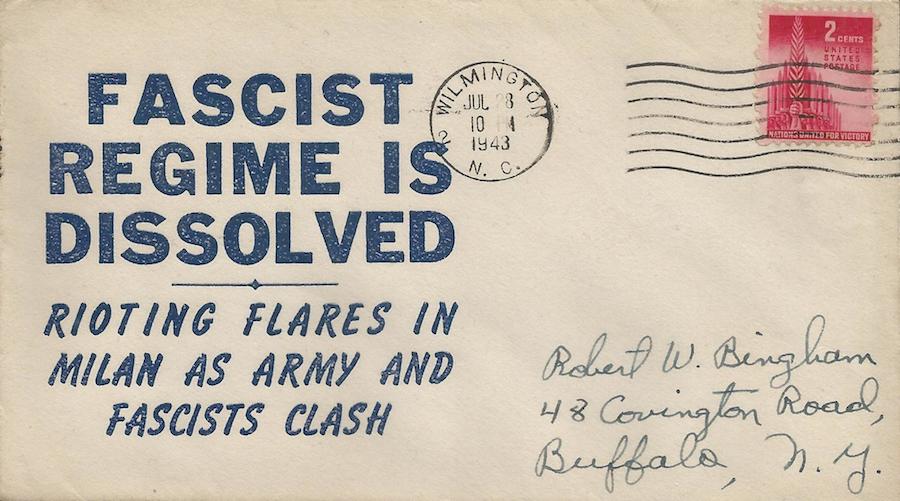 FASCIST
REGIME IS
DISSOLVED
RIOTING FLARES IN
MILAN AS ARMY AND
FASCISTS CLASH
WILMINGTON
JUL 28
10
1943
2
N. C.
2 CENTS
UNITED
STATES
POSTAGE
NATIONS UNITED FOR VICTORY
Robert W. Bingham
48 Covington Road,
Buffalo, N. Y.